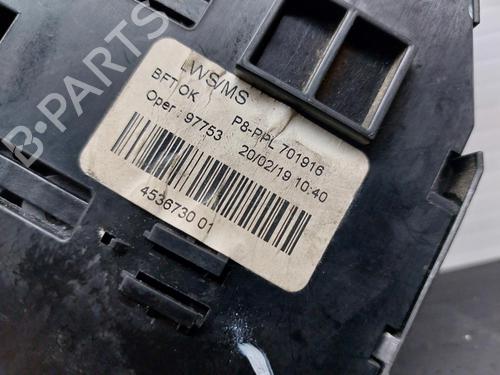 LWS/MS
BFT OK P8-PPL 701916
Oper : 97753 20/02/19 10:40
4536730 01
B-PARTS